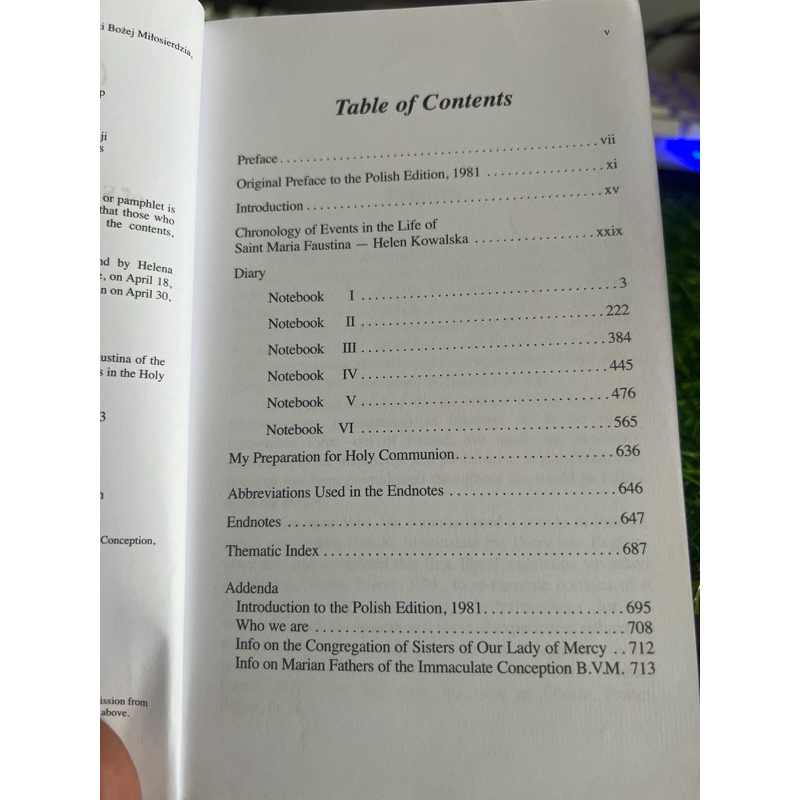 i Bożej Miłosierdzia,
P
ji
s
or pamphlet is
that those who
the contents,
nd by Helena
e, on April 18,
n on April 30,
ustina of the
s in the Holy
3
Conception,
ission from
above.
v
Table of Contents
Preface . . . . . . . . . . . . . . . . . . . . . . . . . . . . . . . . . . . . . . . . vii
Original Preface to the Polish Edition, 1981 . . . . . . . . . . . . . . . xi
Introduction . . . . . . . . . . . . . . . . . . . . . . . . . . . . . . . . . . . . xv
Chronology of Events in the Life of
Saint Maria Faustina — Helen Kowalska . . . . . . . . . . . . . . . xxix
Diary
Notebook I . . . . . . . . . . . . . . . . . . . . . . . . . . . . . . . . 3
Notebook II . . . . . . . . . . . . . . . . . . . . . . . . . . . . . . 222
Notebook III . . . . . . . . . . . . . . . . . . . . . . . . . . . . . . 384
Notebook IV . . . . . . . . . . . . . . . . . . . . . . . . . . . . . . 445
Notebook V . . . . . . . . . . . . . . . . . . . . . . . . . . . . . . 476
Notebook VI . . . . . . . . . . . . . . . . . . . . . . . . . . . . . . 565
My Preparation for Holy Communion. . . . . . . . . . . . . . . . . . . 636
Abbreviations Used in the Endnotes . . . . . . . . . . . . . . . . . . . . 646
Endnotes . . . . . . . . . . . . . . . . . . . . . . . . . . . . . . . . . . . . . . 647
Thematic Index . . . . . . . . . . . . . . . . . . . . . . . . . . . . . . . . . . 687
Addenda
Introduction to the Polish Edition, 1981. . . . . . . . . . . . . . . . . 695
Who we are . . . . . . . . . . . . . . . . . . . . . . . . . . . . . . . . . . . 708
Info on the Congregation of Sisters of Our Lady of Mercy . . 712
Info on Marian Fathers of the Immaculate Conception B.V.M. 713